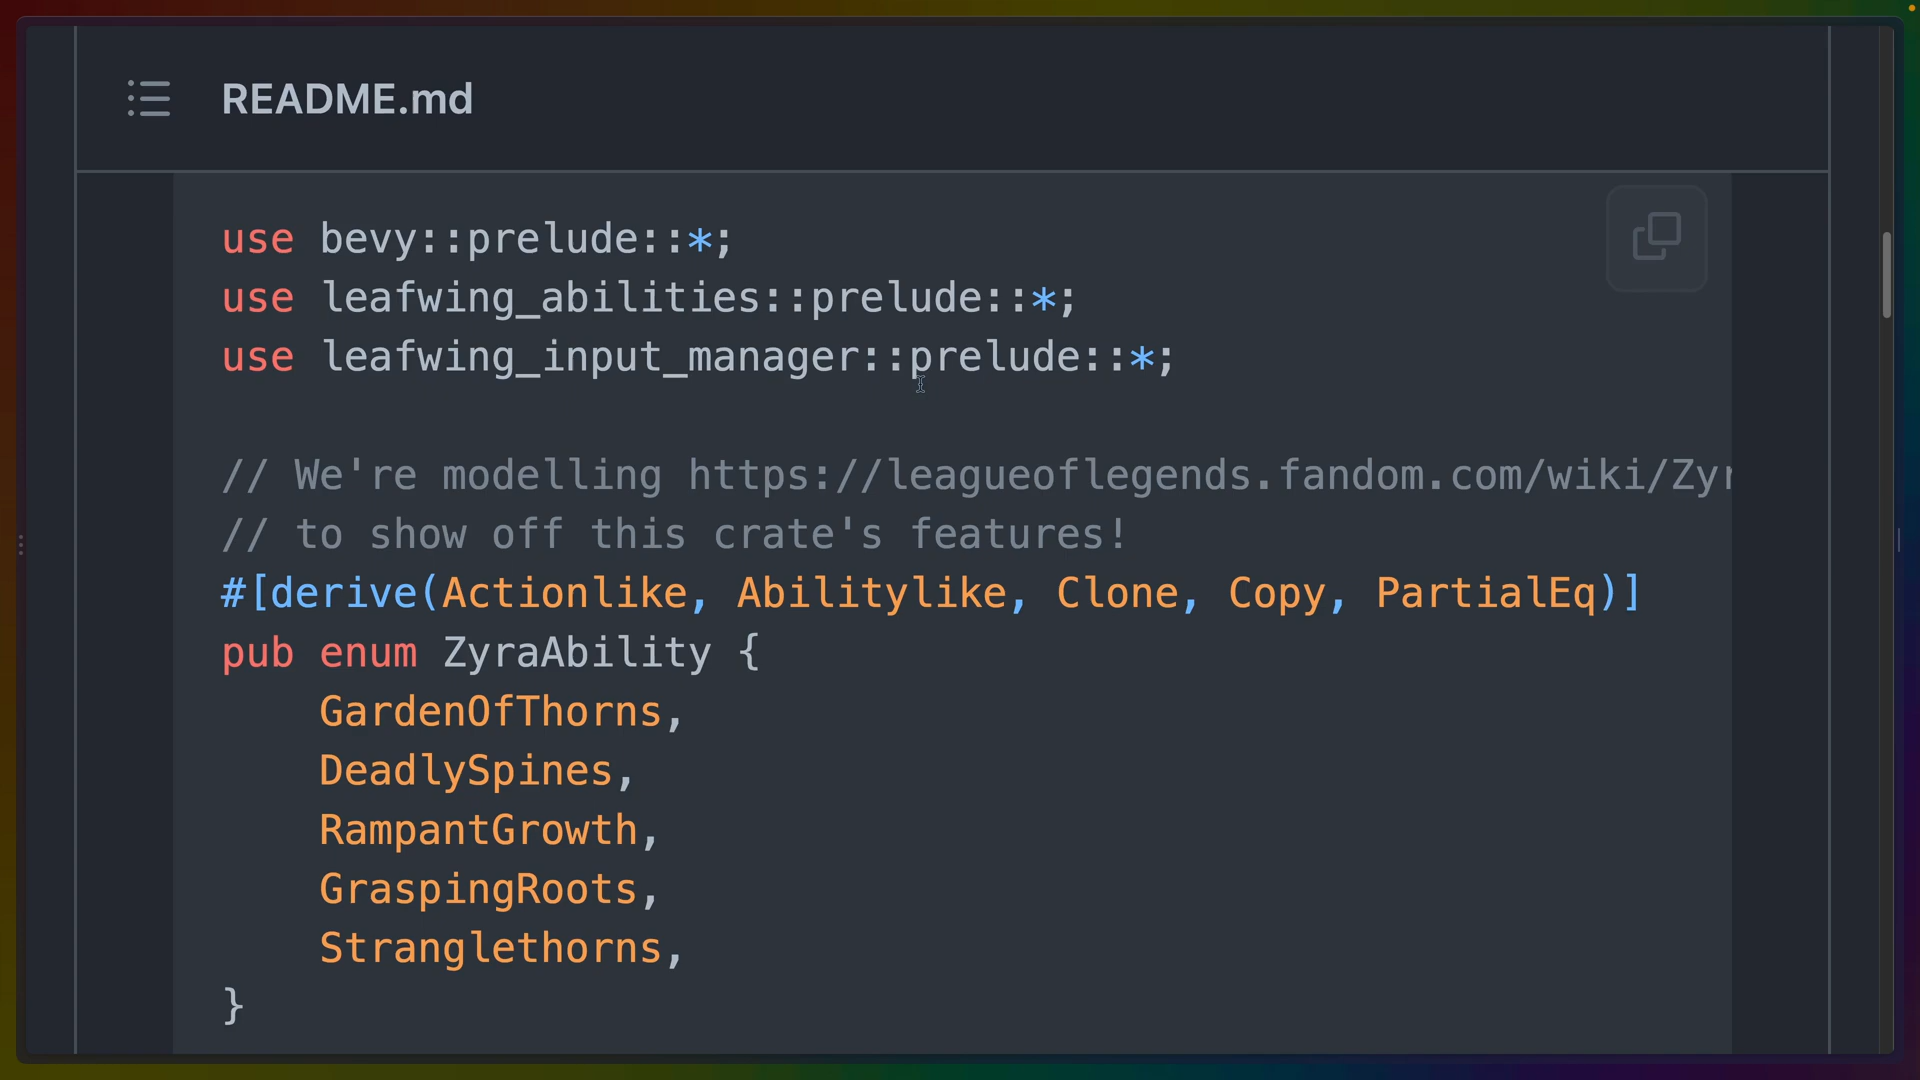 README.md
use bevy::prelude::*;
use leafwing_abilities::prelude::*;
use leafwing_input_manager::prelude::*;
// We're modelling https://leagueoflegends.fandom.com/wiki/Zyr
// to show off this crate's features!
#[derive(Actionlike, Abilitylike, Clone, Copy, PartialEq)]
pub enum ZyraAbility {
    GardenOfThorns,
    DeadlySpines,
    RampantGrowth,
    GraspingRoots,
    Stranglethorns,
}